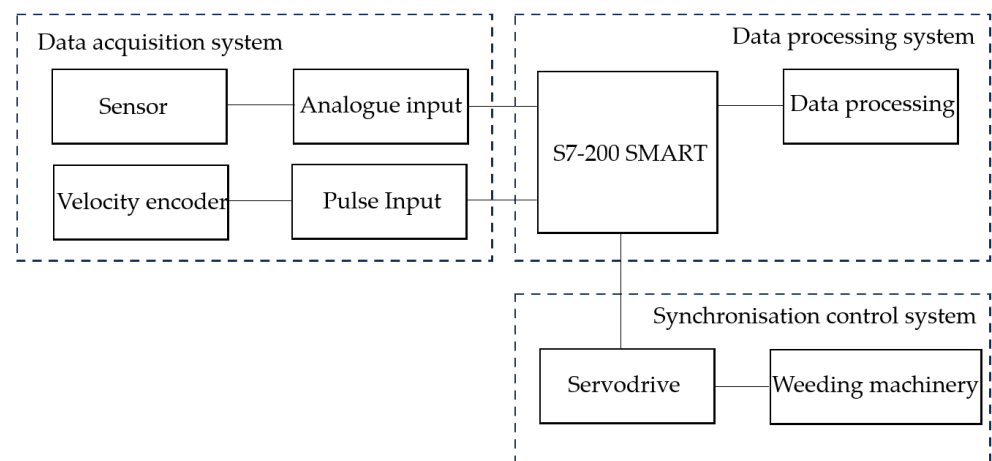 Data acquisition system
Sensor
Analogue input
Velocity encoder
Pulse Input
Data processing system
S7-200 SMART
Data processing
Synchronisation control system
Servodrive
Weeding machinery